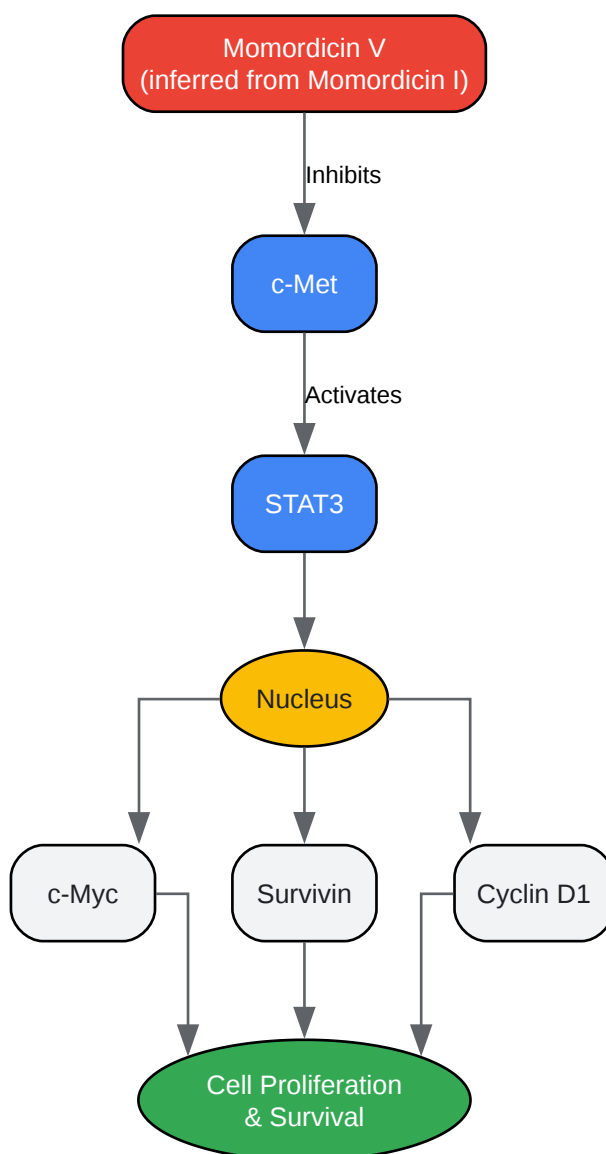 Momordicin V
(inferred from Momordicin I)
Inhibits
c-Met
Activates
STAT3
Nucleus
c-Myc
Survivin
Cyclin D1
Cell Proliferation
& Survival